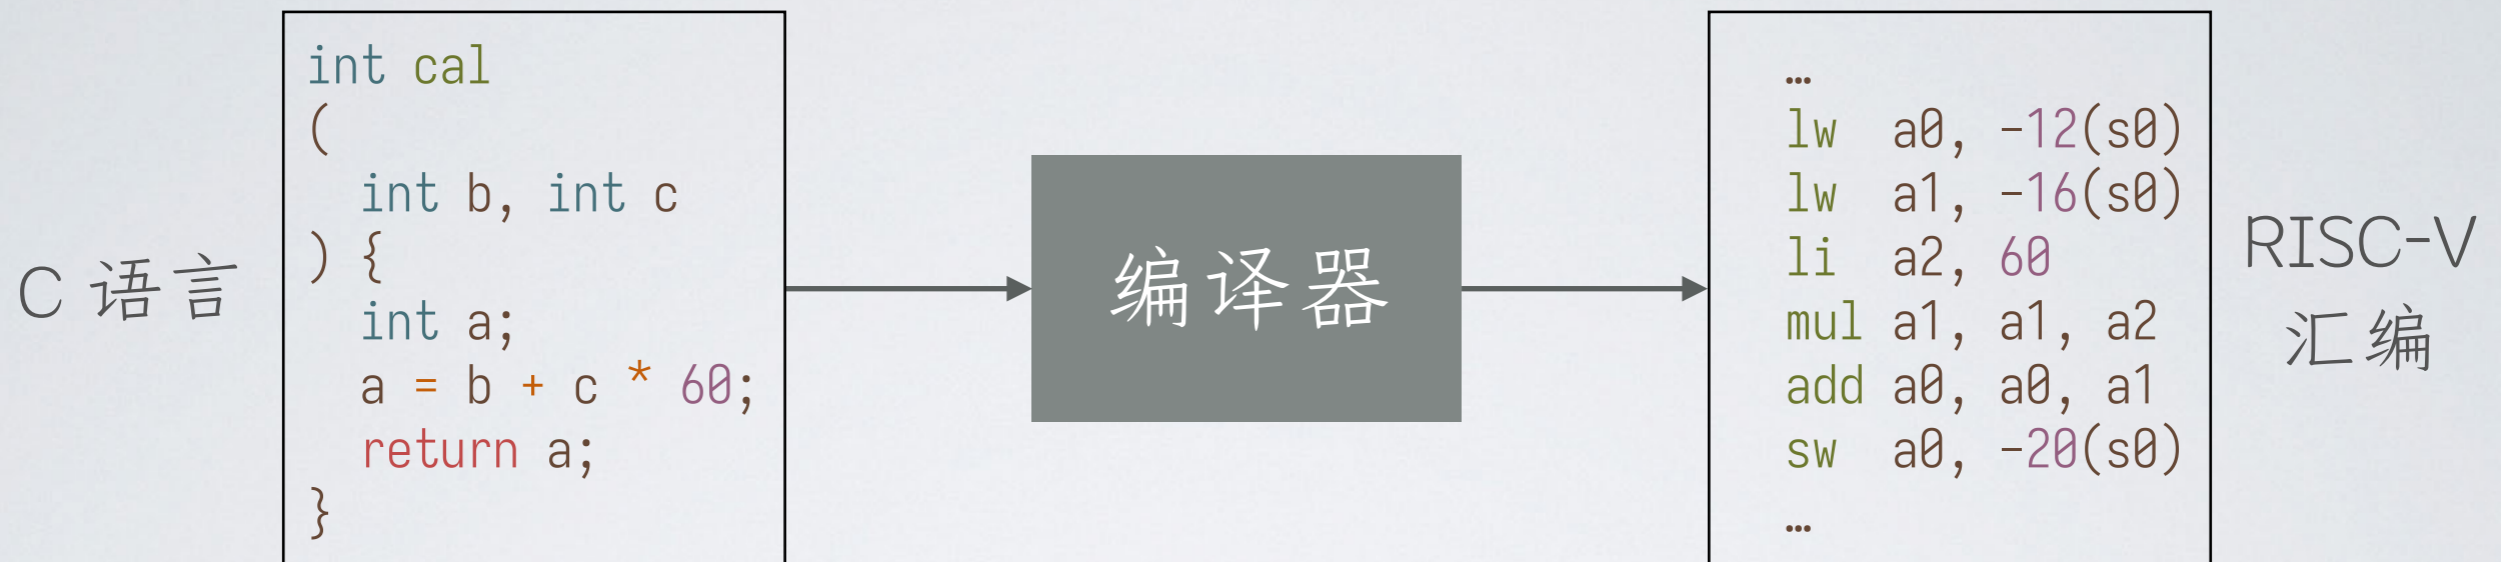 C 语言
int cal
(
  int b, int c
) {
  int a;
  a = b + c * 60;
  return a;
}
编译器
…
lw  a0, -12(s0)
lw  a1, -16(s0)
li  a2, 60
mul a1, a1, a2
add a0, a0, a1
sw  a0, -20(s0)
…
RISC-V
汇编